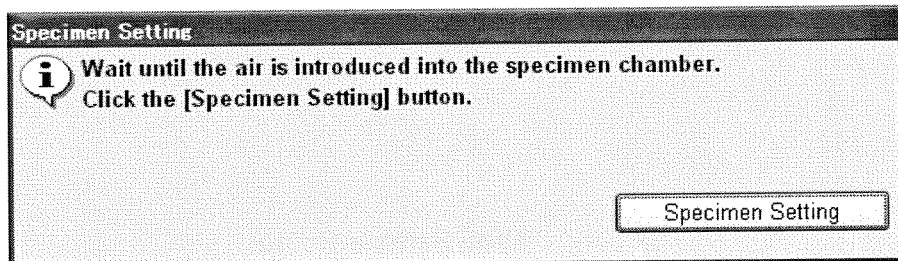 Specimen Setting
Wait until the air is introduced into the specimen chamber.
Click the [Specimen Setting] button.
Specimen Setting